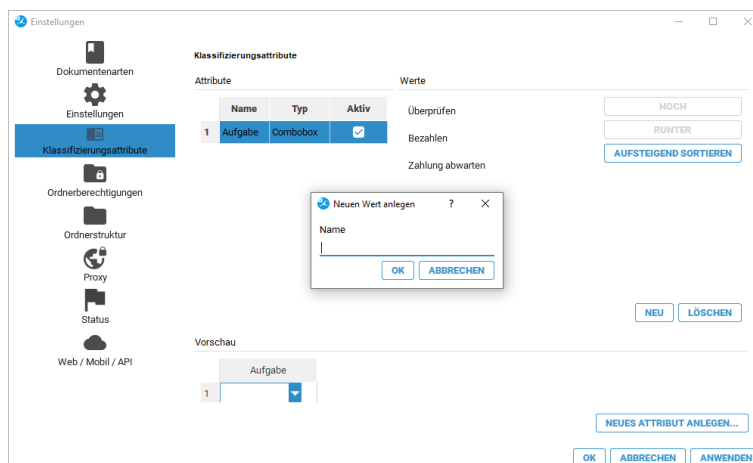 Einstellungen
Dokumentenarten
Einstellungen
Klassifizierungsattribute
Ordnerberechtigungen
Ordnerstruktur
Proxy
Status
Web / Mobil / API
Klassifizierungsattribute
Attribute
Name Typ Aktiv
1 Aufgabe Combobox
Werte
Überprüfen
Bezahlen
Zahlung abwarten
HOCH
RUNTER
AUFSTEIGEND SORTIEREN
Neuen Wert anlegen ? X
Name
OK ABBRECHEN
NEU LÖSCHEN
Vorschau
Aufgabe
1
NEUES ATTRIBUT ANLEGEN...
OK ABBRECHEN ANWENDEN